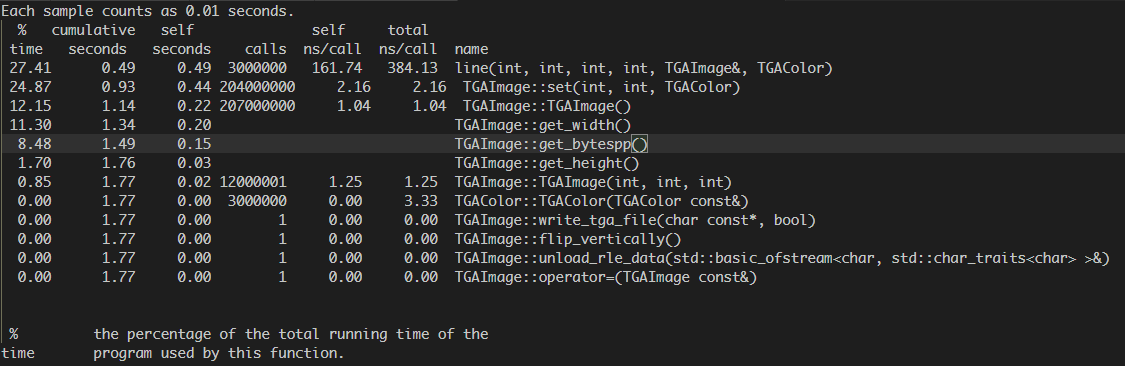 Each sample counts as 0.01 seconds.
  %   cumulative   self              self     total
 time   seconds   seconds    calls  ns/call  ns/call  name
27.41      0.49     0.49  3000000   161.74   384.13  line(int, int, int, int, TGAImage&, TGAColor)
24.87      0.93     0.44 204000000     2.16     2.16  TGAImage::set(int, int, TGAColor)
12.15      1.14     0.22 207000000     1.04     1.04  TGAImage::TGAImage()
11.30      1.34     0.20                             TGAImage::get_width()
 8.48      1.49     0.15                             TGAImage::get_bytespp()
 1.70      1.76     0.03                             TGAImage::get_height()
 0.85      1.77     0.02 12000001     1.25     1.25  TGAImage::TGAImage(int, int, int)
 0.00      1.77     0.00  3000000     0.00     3.33  TGAColor::TGAColor(TGAColor const&)
 0.00      1.77     0.00        1     0.00     0.00  TGAImage::write_tga_file(char const*, bool)
 0.00      1.77     0.00        1     0.00     0.00  TGAImage::flip_vertically()
 0.00      1.77     0.00        1     0.00     0.00  TGAImage::unload_rle_data(std::basic_ofstream<char, std::char_traits<char> >&)
 0.00      1.77     0.00        1     0.00     0.00  TGAImage::operator=(TGAImage const&)
 %         the percentage of the total running time of the
time       program used by this function.